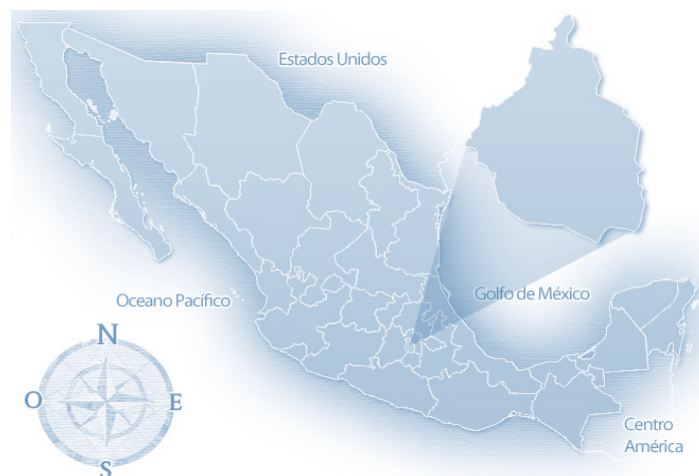 Estados Unidos
Oceano Pacífico
Golfo de México
N
O
E
S
Centro
América